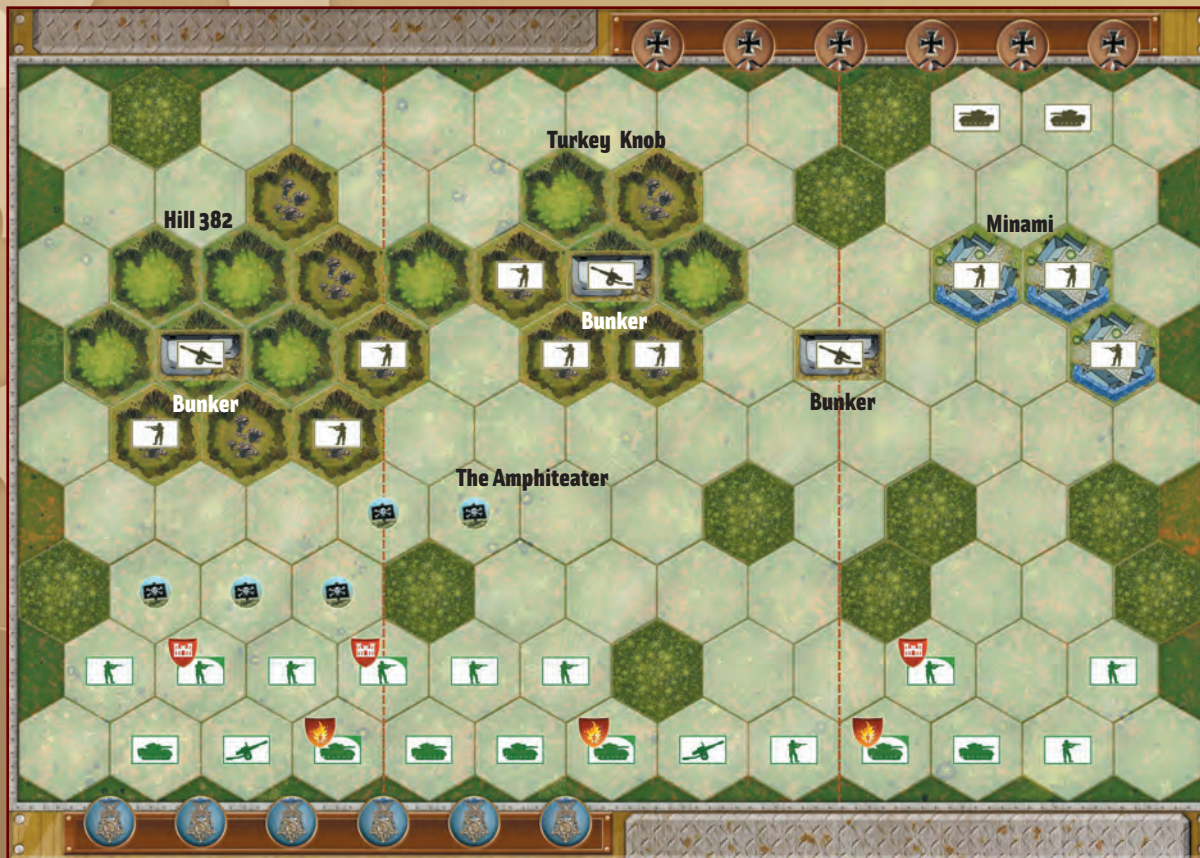 Turkey Knob
Hill 382
Minami
Bunker
Bunker
Bunker
The Amphiteater